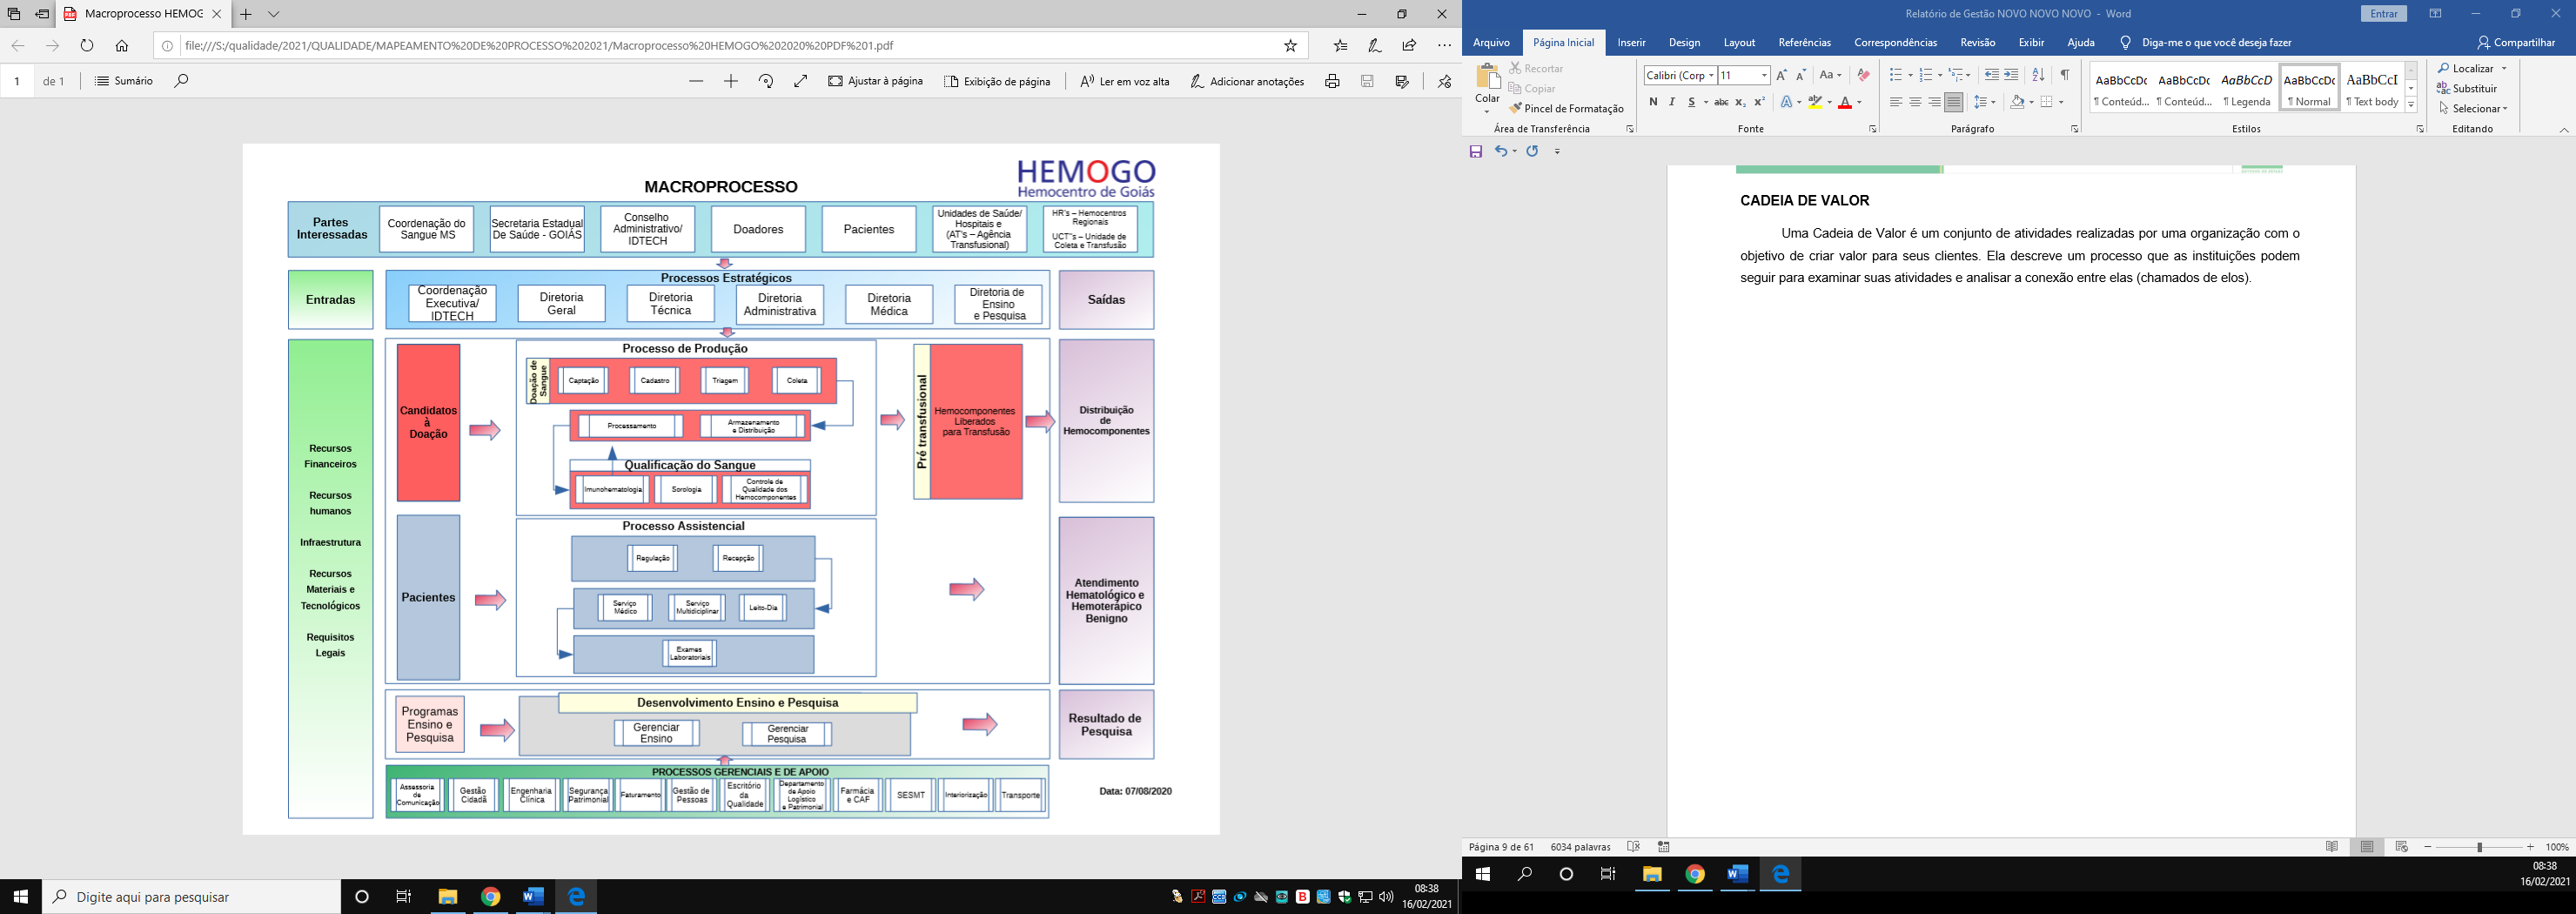 Macroprocesso HEMOG
file:///S:/qualidade/2021/QUALIDADE/MAPEAMENTO%20DE%20PROCESSO%202021/Macroprocesso%20HEMOGO%202020%20PDF%201.pdf
1 de 1 Sumário Ajustar à página Exibição de página Ler em voz alta Adicionar anotações
HEMOGO
Hemocentro de Goiás
MACROPROCESSO
Partes
Interessadas
Coordenação do
Sangue MS
Secretaria Estadual
De Saúde - GOIÁS
Conselho
Administrativo/
IDTECH
Doadores
Pacientes
Unidades de Saúde/
Hospitais e
(AT's – Agência
Transfusional)
HR's – Hemocentros
Regionais
UCT"s – Unidade de
Coleta e Transfusão
Entradas
Processos Estratégicos
Coordenação
Executiva/
IDTECH
Diretoria
Geral
Diretoria
Técnica
Diretoria
Administrativa
Diretoria
Médica
Diretoria de
Ensino
e Pesquisa
Saídas
Recursos
Financeiros
Recursos
humanos
Infraestrutura
Recursos
Materiais e
Tecnológicos
Requisitos
Legais
Candidatos
à
Doação
Processo de Produção
Doação de
Sangue
Captação
Cadastro
Triagem
Coleta
Processamento
Armazenamento
e Distribuição
Qualificação do Sangue
Imunohematologia
Sorologia
Controle de
Qualidade dos
Hemocomponentes
Pré transfusional
Hemocomponentes
Liberados
para Transfusão
Distribuição
de
Hemocomponentes
Pacientes
Processo Assistencial
Regulação
Recepção
Serviço
Médico
Serviço
Multidiciplinar
Leito-Dia
Exames
Laboratoriais
Atendimento
Hematológico e
Hemoterápico
Benigno
Programas
Ensino e
Pesquisa
Desenvolvimento Ensino e Pesquisa
Gerenciar
Ensino
Gerenciar
Pesquisa
Resultado de
Pesquisa
PROCESSOS GERENCIAIS E DE APOIO
Assessoria
de
Comunicação
Gestão
Cidadã
Engenharia
Clínica
Segurança
Patrimonial
Faturamento
Gestão de
Pessoas
Escritório
da
Qualidade
Departamento
de Apoio
Logístico
e Patrimonial
Farmácia
e CAF
SESMT
Interiorização
Transporte
Data: 07/08/2020
Digite aqui para pesquisar
08:38
16/02/2021
Relatório de Gestão NOVO NOVO NOVO - Word
Entrar
Arquivo Página Inicial Inserir Design Layout Referências Correspondências Revisão Exibir Ajuda Diga-me o que você deseja fazer Compartilhar
Colar
Recortar
Copiar
Pincel de Formatação
Área de Transferência
Calibri (Corp 11
N I S abc x₂ x²
Fonte
Parágrafo
AaBbCcDc AaBbCcDc AaBbCcD AaBbCcDc AaBbCcI
¶ Conteúd... ¶ Conteúd... ¶ Legenda ¶ Normal ¶ Text body
Estilos
Localizar
Substituir
Selecionar
Editando
CADEIA DE VALOR
Uma Cadeia de Valor é um conjunto de atividades realizadas por uma organização com o
objetivo de criar valor para seus clientes. Ela descreve um processo que as instituições podem
seguir para examinar suas atividades e analisar a conexão entre elas (chamados de elos).
Página 9 de 61 6034 palavras
100%
08:38
16/02/2021